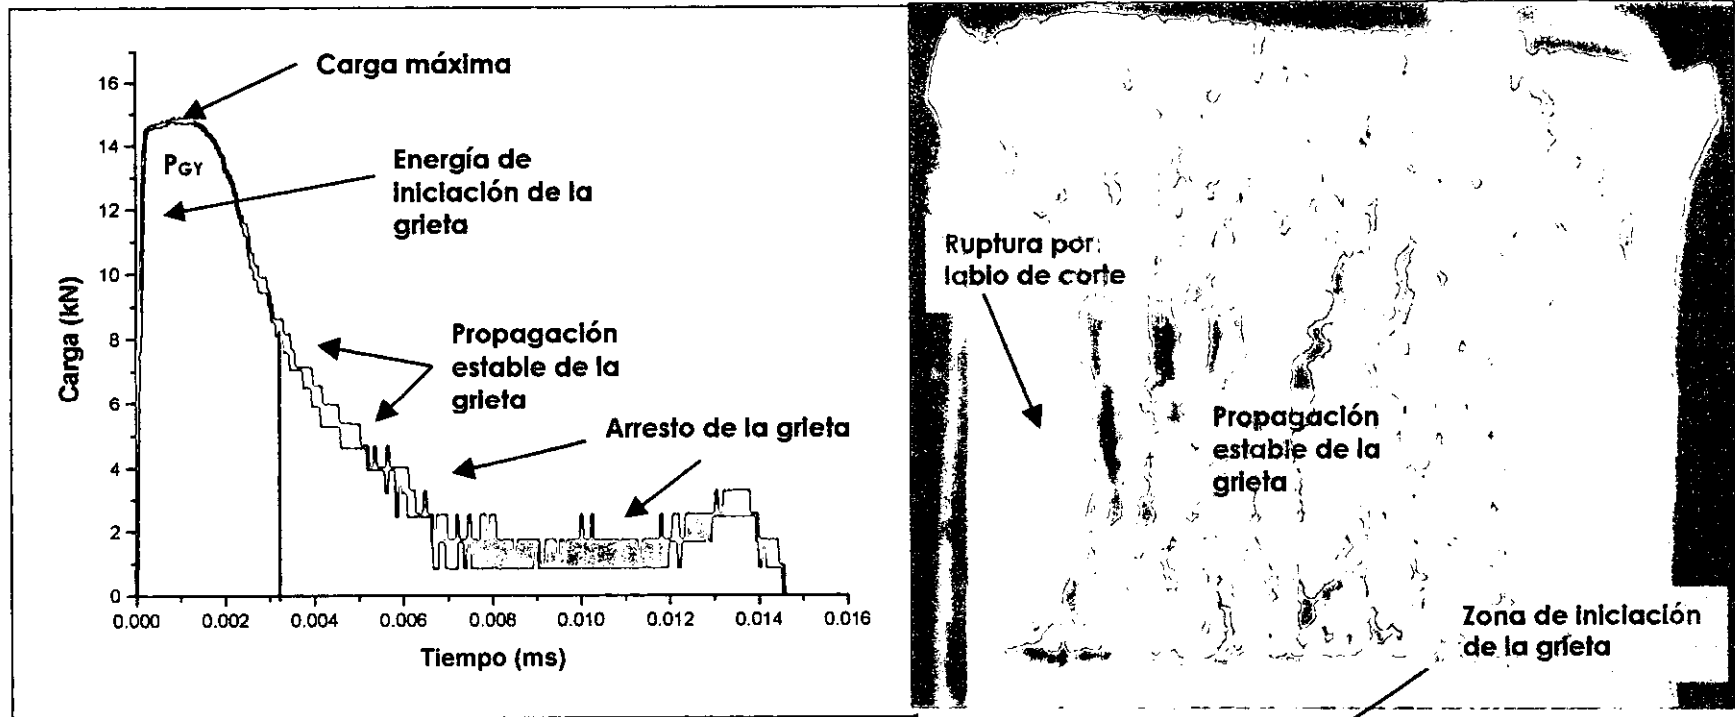 Carga máxima
16
14
P_GY
Energía de
iniciación de la
grieta
12
10
Carga (kN)
8
Propagación
estable de la
grieta
6
Arresto de la grieta
4
2
0
0.000 0.002 0.004 0.006 0.008 0.010 0.012 0.014 0.016
Tiempo (ms)
Ruptura por
labio de corte
Propagación
estable de la
grieta
Zona de iniciación
de la grieta